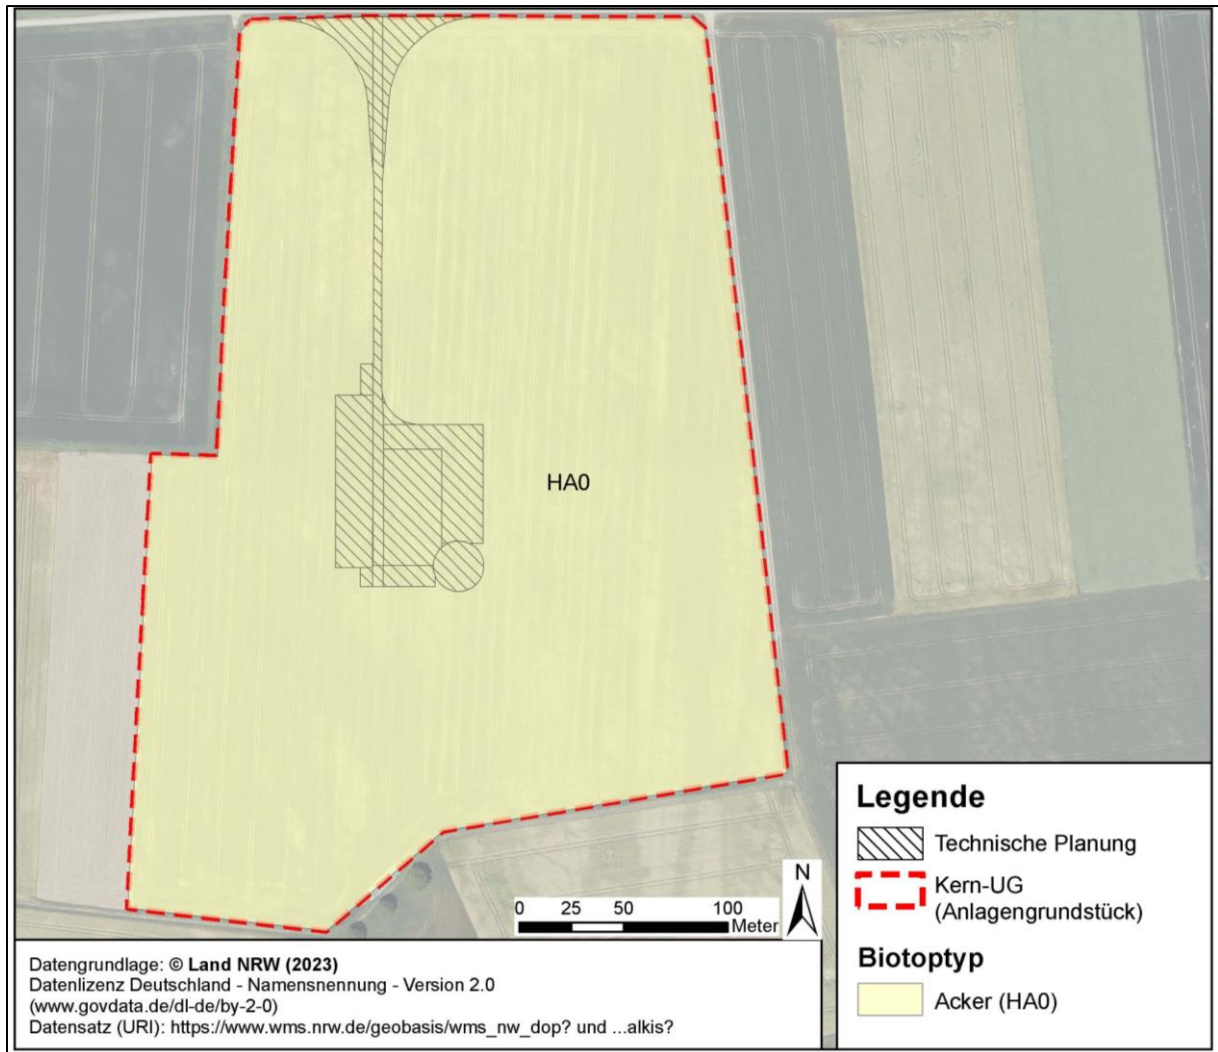 HA0
Legende
Technische Planung
Kern-UG
(Anlagengrundstück)
Biotoptyp
Acker (HA0)
N
0 25 50 100
Meter
Datengrundlage: © Land NRW (2023)
Datenlizenz Deutschland - Namensnennung - Version 2.0
(www.govdata.de/dl-de/by-2-0)
Datensatz (URI): https://www.wms.nrw.de/geobasis/wms_nw_dop? und ...alkis?